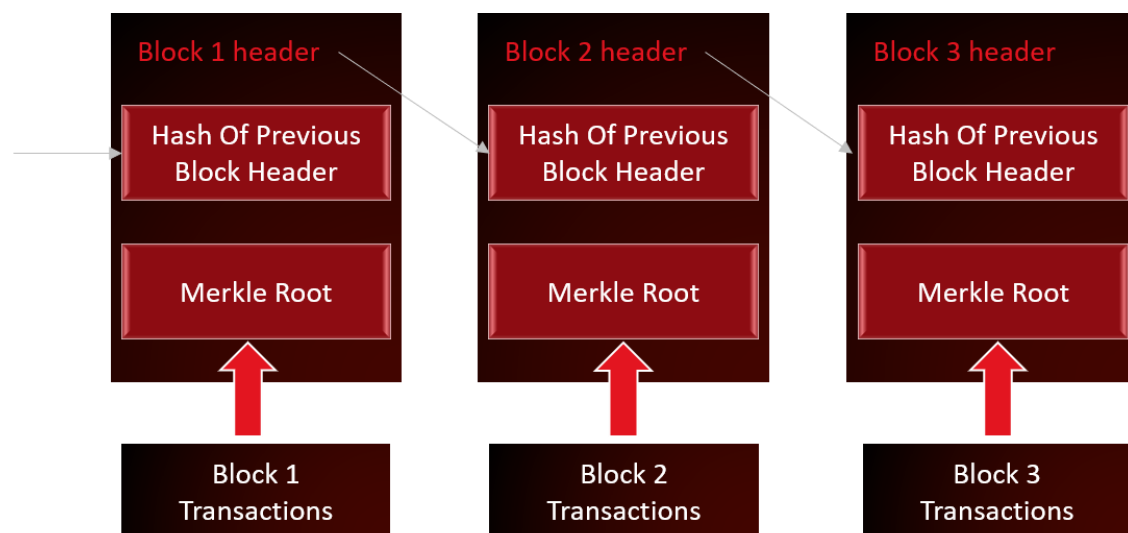 Block 1 header
Hash Of Previous
Block Header
Merkle Root
Block 1
Transactions
Block 2 header
Hash Of Previous
Block Header
Merkle Root
Block 2
Transactions
Block 3 header
Hash Of Previous
Block Header
Merkle Root
Block 3
Transactions